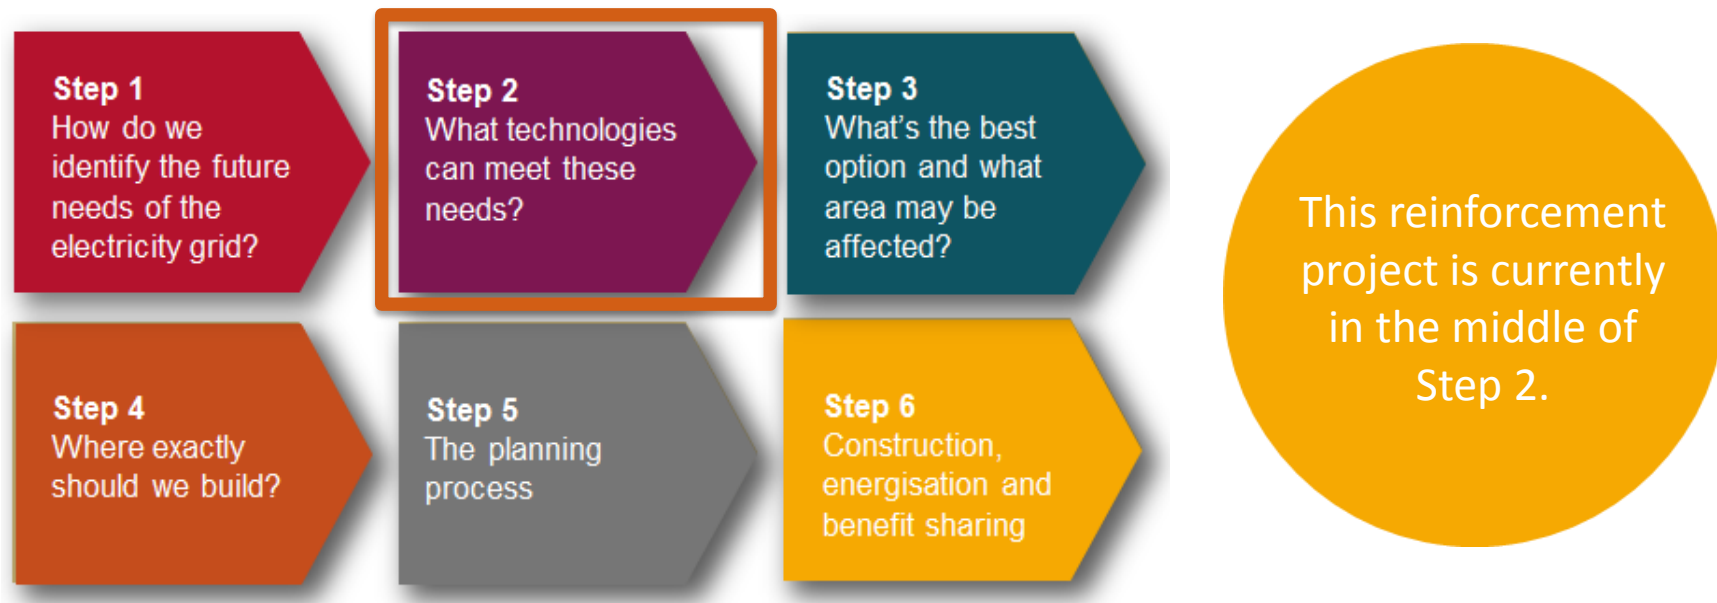 Step 1
How do we
identify the future
needs of the
electricity grid?
Step 2
What technologies
can meet these
needs?
Step 3
What's the best
option and what
area may be
affected?
Step 4
Where exactly
should we build?
Step 5
The planning
process
Step 6
Construction,
energisation and
benefit sharing
This reinforcement
project is currently
in the middle of
Step 2.